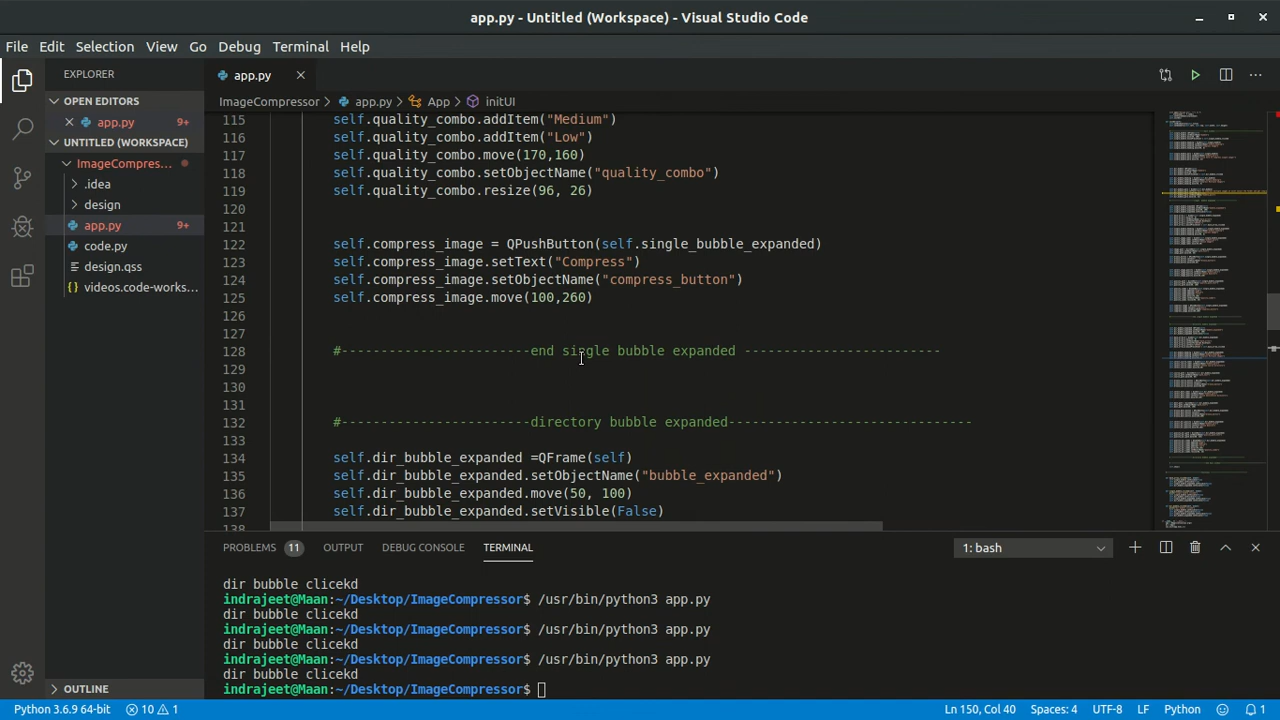 app.py - Untitled (Workspace) - Visual Studio Code
File Edit Selection View Go Debug Terminal Help
EXPLORER
OPEN EDITORS
app.py 9+
UNTITLED (WORKSPACE)
ImageCompres...
.idea
design
app.py 9+
code.py
design.qss
videos.code-works...
OUTLINE
app.py
ImageCompressor > app.py > App > initUI
115 self.quality_combo.addItem("Medium")
116 self.quality_combo.addItem("Low")
117 self.quality_combo.move(170,160)
118 self.quality_combo.setObjectName("quality_combo")
119 self.quality_combo.resize(96, 26)
120
121
122 self.compress_image = QPushButton(self.single_bubble_expanded)
123 self.compress_image.setText("Compress")
124 self.compress_image.setObjectName("compress_button")
125 self.compress_image.move(100,260)
126
127
128 #------------------------end single bubble expanded --------------------------
129
130
131
132 #------------------------ directory bubble expanded-------------------------------
133
134 self.dir_bubble_expanded =QFrame(self)
135 self.dir_bubble_expanded.setObjectName("bubble_expanded")
136 self.dir_bubble_expanded.move(50, 100)
137 self.dir_bubble_expanded.setVisible(False)
138
PROBLEMS 11 OUTPUT DEBUG CONSOLE TERMINAL 1: bash
dir bubble clicekd
indrajeet@Maan:~/Desktop/ImageCompressor$ /usr/bin/python3 app.py
dir bubble clicekd
indrajeet@Maan:~/Desktop/ImageCompressor$ /usr/bin/python3 app.py
dir bubble clicekd
indrajeet@Maan:~/Desktop/ImageCompressor$ /usr/bin/python3 app.py
dir bubble clicekd
indrajeet@Maan:~/Desktop/ImageCompressor$
Python 3.6.9 64-bit 10 1 Ln 150, Col 40 Spaces: 4 UTF-8 LF Python 1